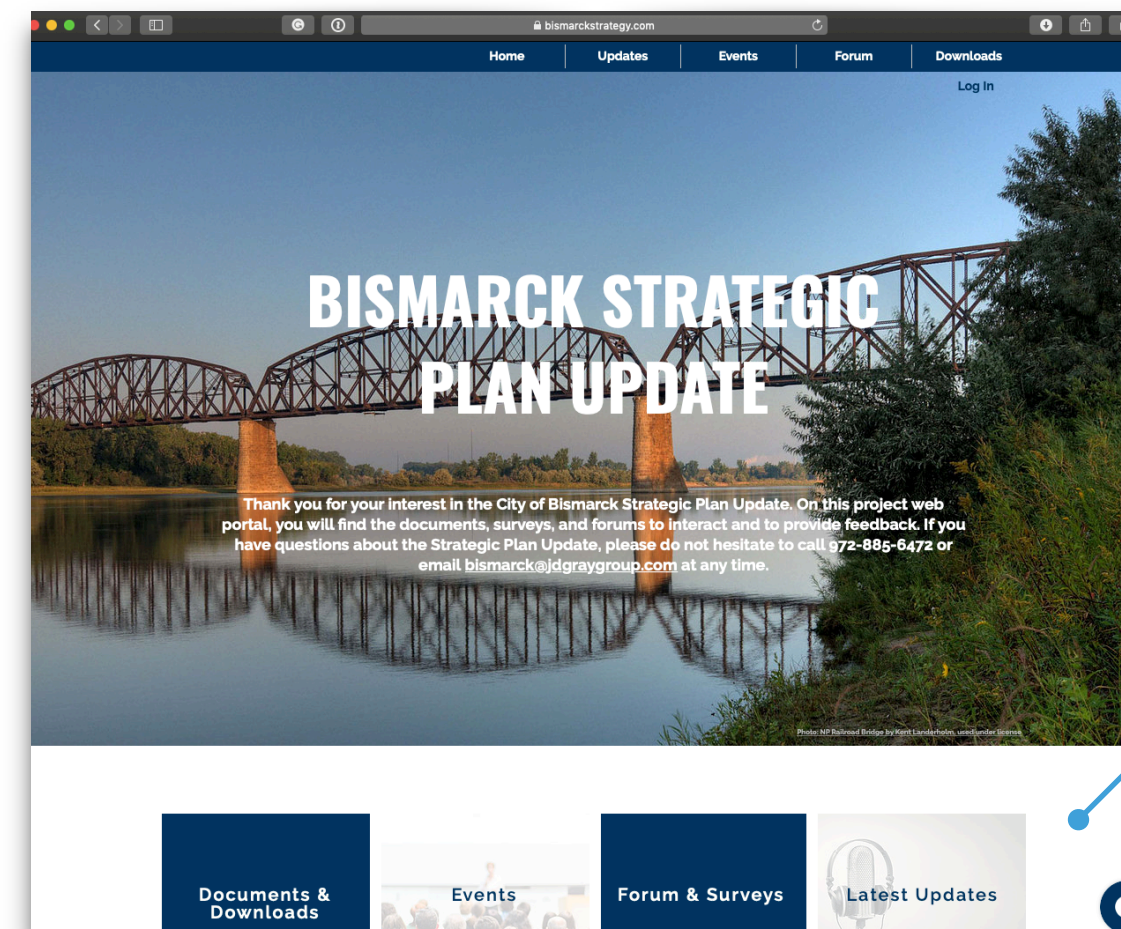 bismarckstrategy.com
Home Updates Events Forum Downloads
Log In
BISMARCK STRATEGIC
PLAN UPDATE
Thank you for your interest in the City of Bismarck Strategic Plan Update. On this project web
portal, you will find the documents, surveys, and forums to interact and to provide feedback. If you
have questions about the Strategic Plan Update, please do not hesitate to call 972-885-6472 or
email bismarck@jdgraygroup.com at any time.
Photo: NP Railroad Bridge by Kent Landerholm, used under license
Documents &
Downloads
Events
Forum & Surveys
Latest Updates